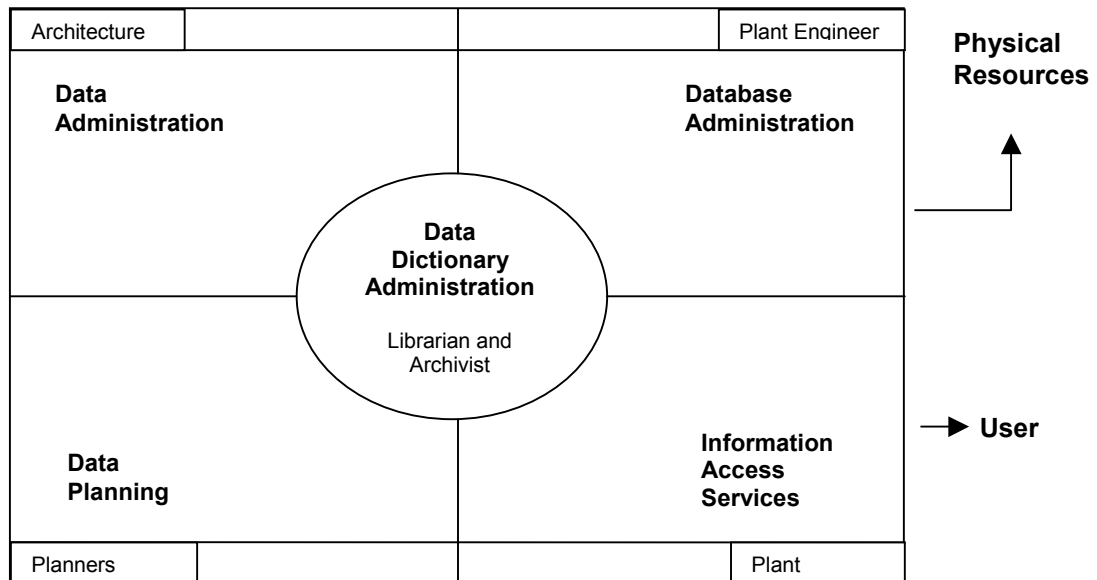 Architecture
Plant Engineer
Physical
Resources
Data
Administration
Database
Administration
Data
Dictionary
Administration
Librarian and
Archivist
User
Data
Planning
Information
Access
Services
Planners
Plant